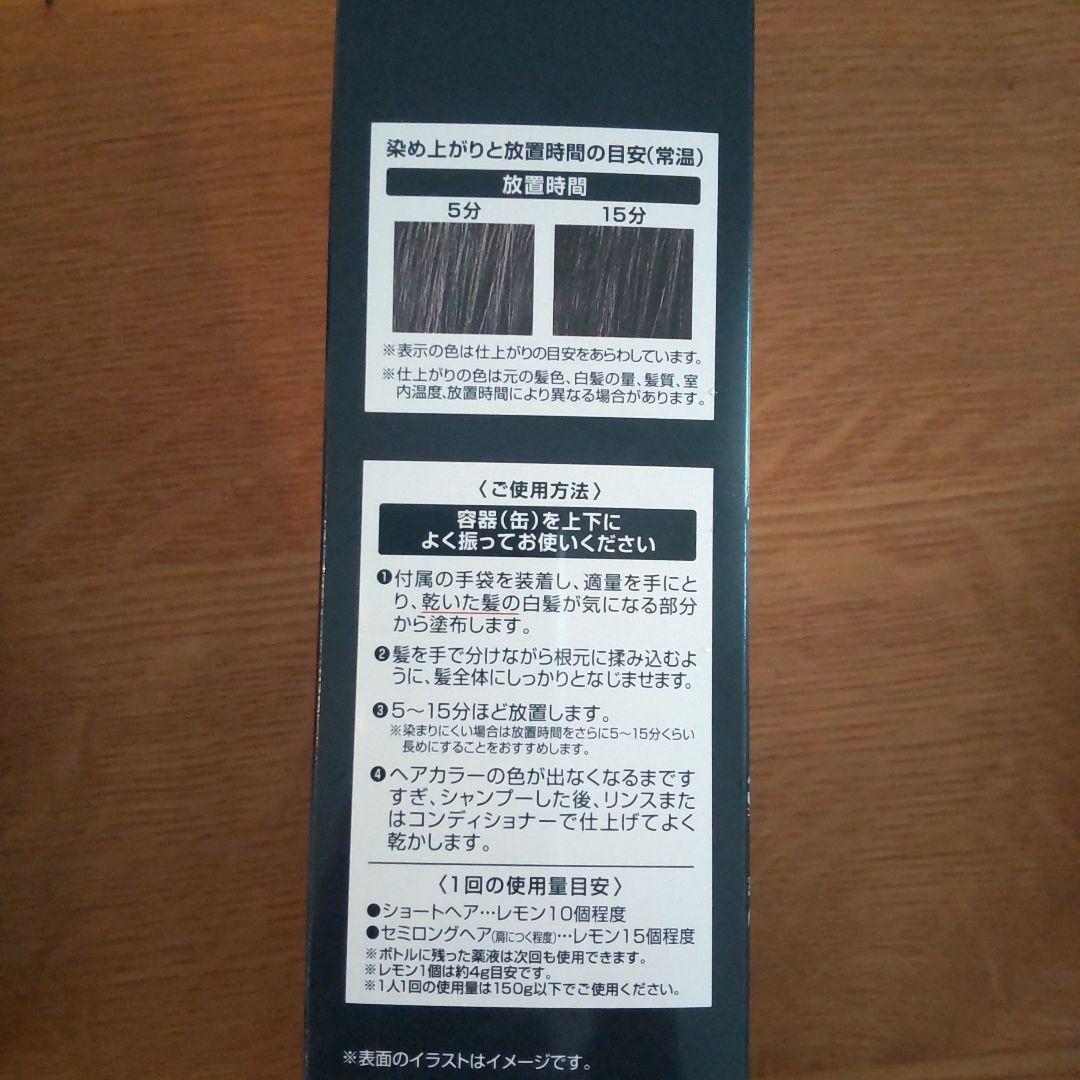 染め上がりと放置時間の目安(常温)
放置時間
5分 15分
※表示の色は仕上がりの目安をあらわしています。
※仕上がりの色は元の髪色、白髪の量、髪質、室
内温度、放置時間により異なる場合があります。
〈ご使用方法〉
容器(缶)を上下に
よく振ってお使いください
❶付属の手袋を装着し、適量を手にと
り、乾いた髪の白髪が気になる部分
から塗布します。
❷髪を手で分けながら根元に揉み込むよ
うに、髪全体にしっかりとなじませます。
❸5〜15分ほど放置します。
※染まりにくい場合は放置時間をさらに5〜15分くらい
長めにすることをおすすめします。
❹ヘアカラーの色が出なくなるまです
すぎ、シャンプーした後、リンスまた
はコンディショナーで仕上げてよく
乾かします。
〈1回の使用量目安〉
●ショートヘア…レモン10個程度
●セミロングヘア(肩につく程度)…レモン15個程度
※ボトルに残った薬液は次回も使用できます。
※レモン1個は約4g目安です。
※1人1回の使用量は150g以下でご使用ください。
※表面のイラストはイメージです。